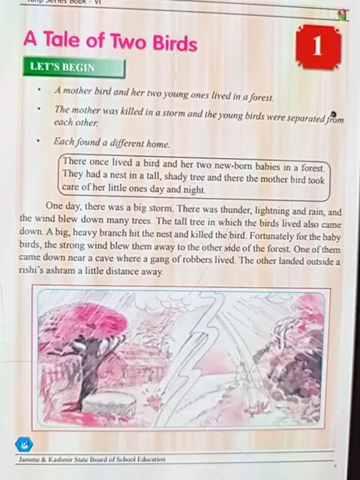 Tulip Series Book - VI
A Tale of Two Birds
1
LET'S BEGIN
• A mother bird and her two young ones lived in a forest.
• The mother was killed in a storm and the young birds were separated from
each other.
• Each found a different home.
There once lived a bird and her two new-born babies in a forest.
They had a nest in a tall, shady tree and there the mother bird took
care of her little ones day and night.
One day, there was a big storm. There was thunder, lightning and rain, and
the wind blew down many trees. The tall tree in which the birds lived also came
down. A big, heavy branch hit the nest and killed the bird. Fortunately for the baby
birds, the strong wind blew them away to the other side of the forest. One of them
came down near a cave where a gang of robbers lived. The other landed outside a
rishi's ashram a little distance away.
Jammu & Kashmir State Board of School Education